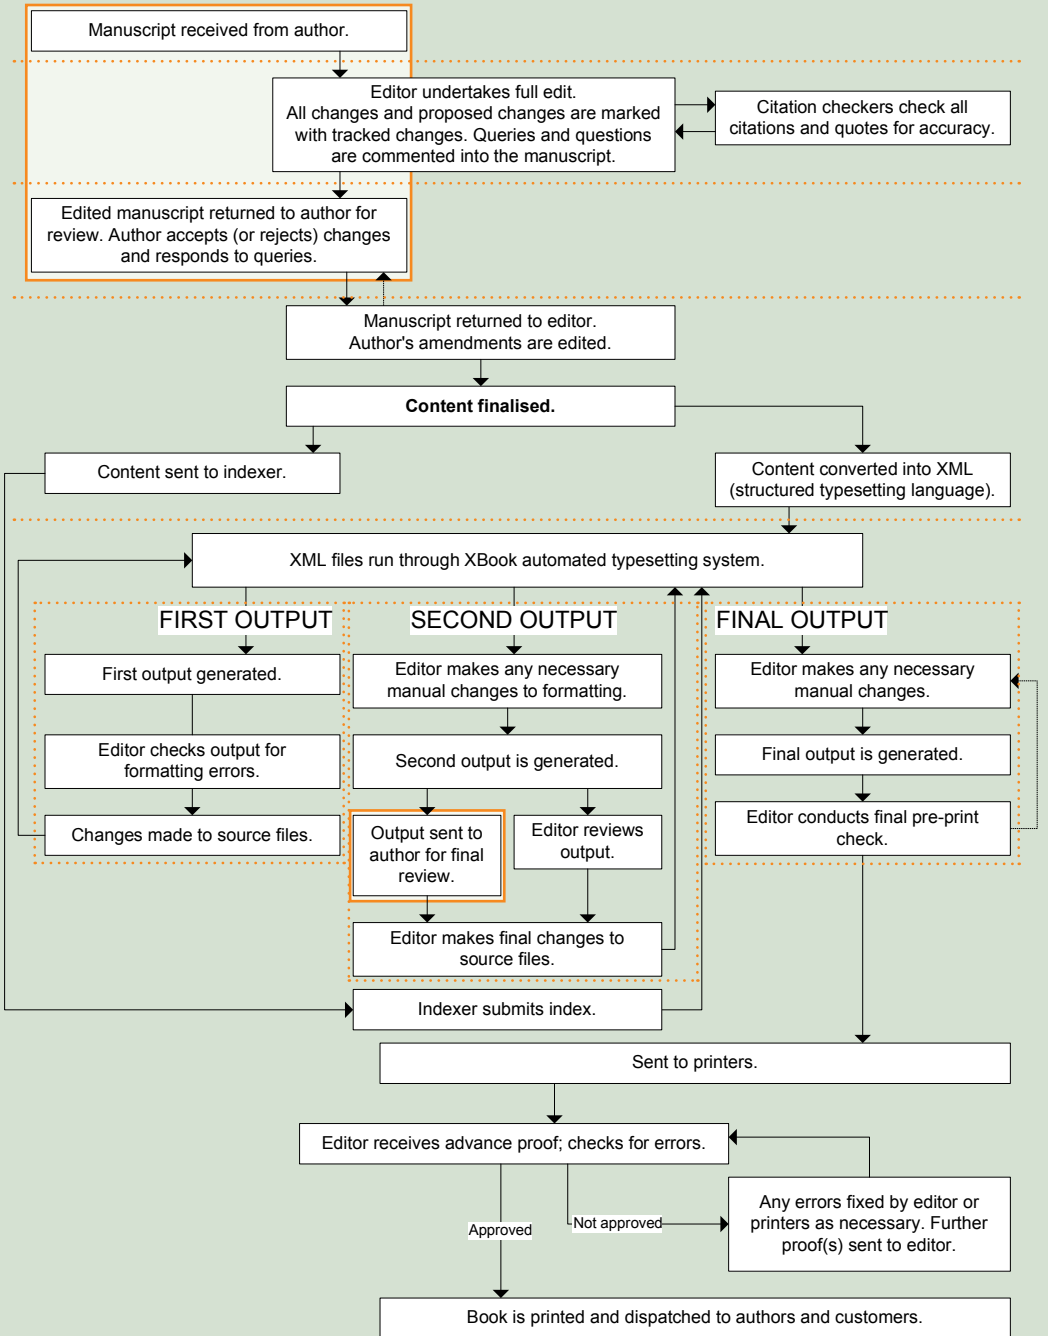 Manuscript received from author.
Editor undertakes full edit.
All changes and proposed changes are marked
with tracked changes. Queries and questions
are commented into the manuscript.
Citation checkers check all
citations and quotes for accuracy.
Edited manuscript returned to author for
review. Author accepts (or rejects) changes
and responds to queries.
Manuscript returned to editor.
Author's amendments are edited.
Content finalised.
Content sent to indexer.
Content converted into XML
(structured typesetting language).
XML files run through XBook automated typesetting system.
FIRST OUTPUT
First output generated.
Editor checks output for
formatting errors.
Changes made to source files.
SECOND OUTPUT
Editor makes any necessary
manual changes to formatting.
Second output is generated.
Output sent to
author for final
review.
Editor reviews
output.
Editor makes final changes to
source files.
FINAL OUTPUT
Editor makes any necessary
manual changes.
Final output is generated.
Editor conducts final pre-print
check.
Indexer submits index.
Sent to printers.
Editor receives advance proof; checks for errors.
Approved
Not approved
Any errors fixed by editor or
printers as necessary. Further
proof(s) sent to editor.
Book is printed and dispatched to authors and customers.